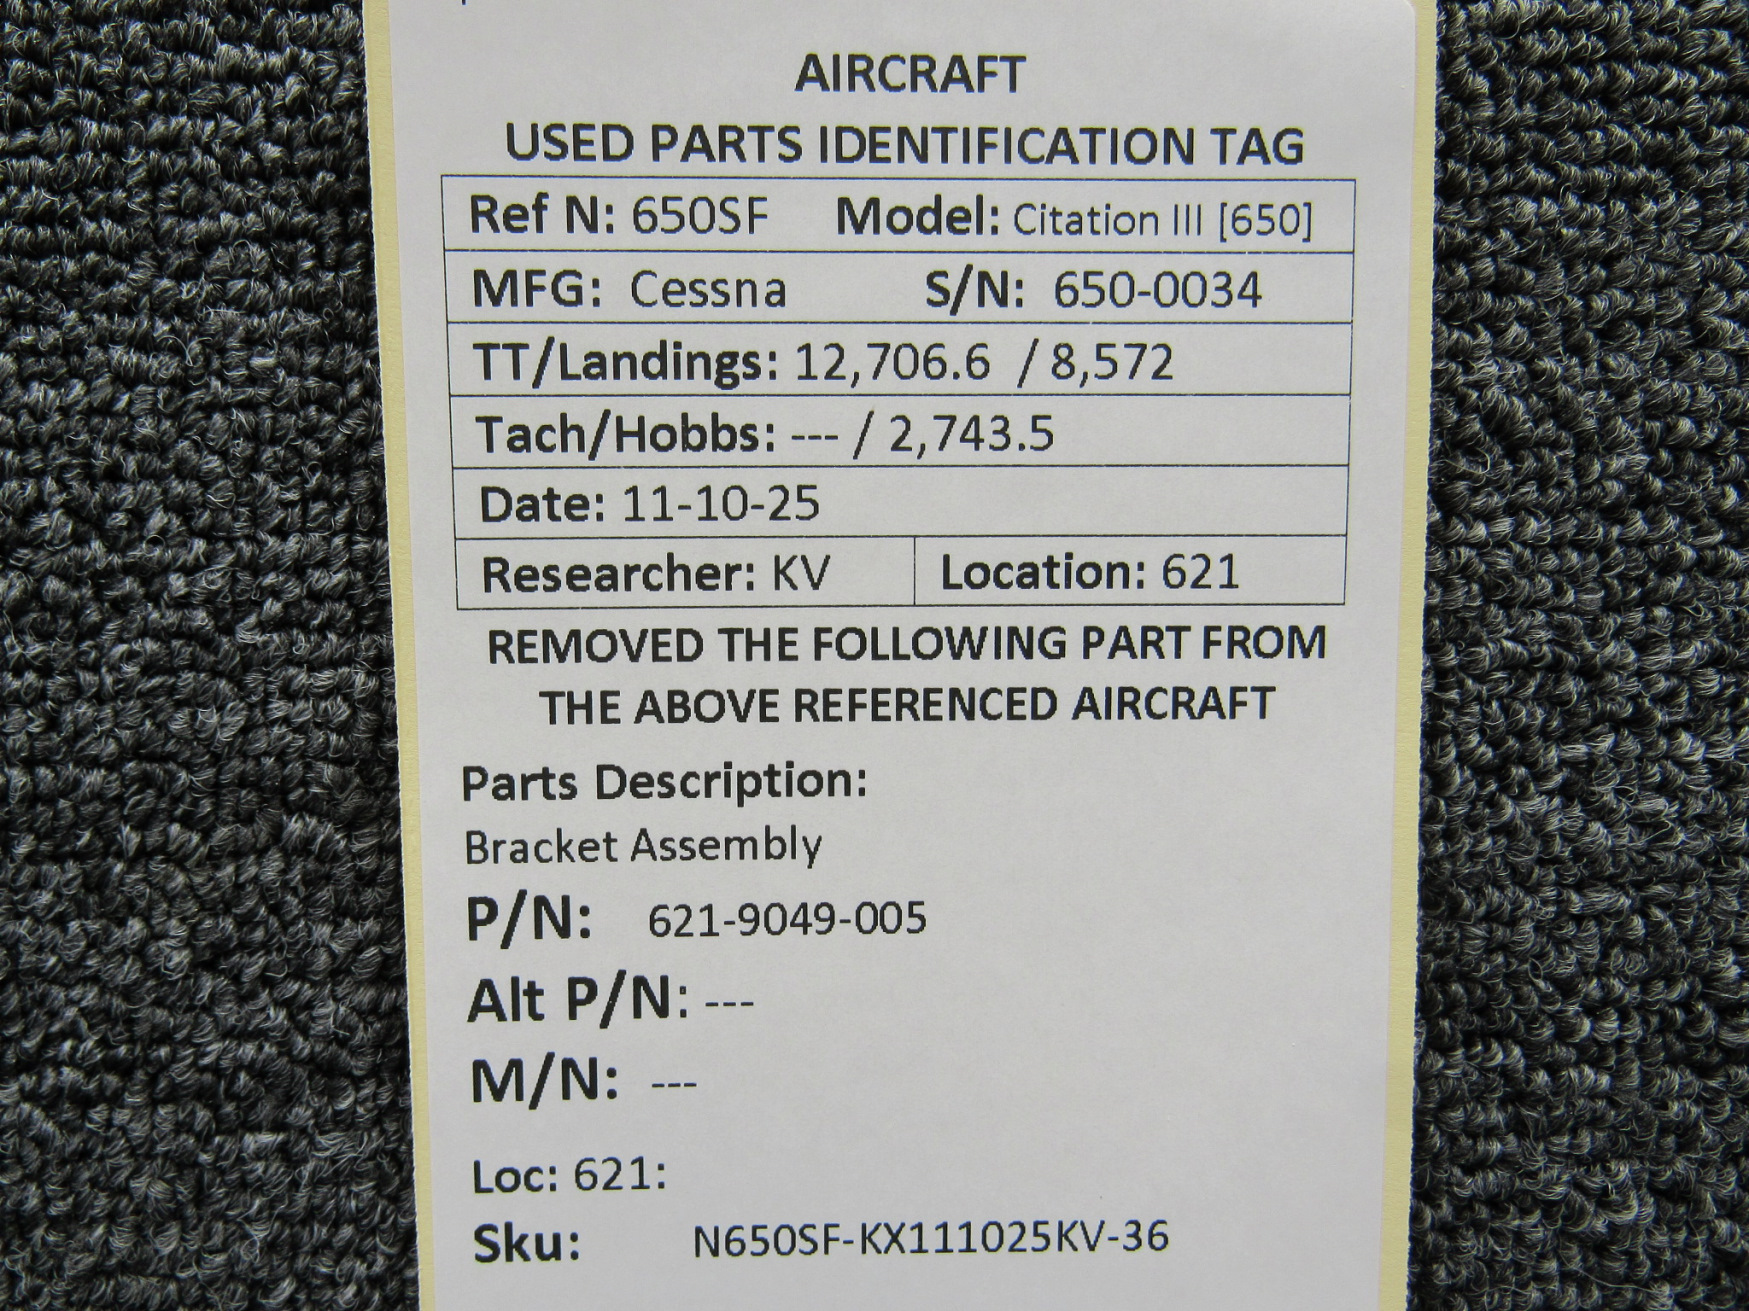 AIRCRAFT
USED PARTS IDENTIFICATION TAG
Ref N: 650SF Model: Citation III [650]
MFG: Cessna S/N: 650-0034
TT/Landings: 12,706.6 / 8,572
Tach/Hobbs: --- / 2,743.5
Date: 11-10-25
Researcher: KV Location: 621
REMOVED THE FOLLOWING PART FROM
THE ABOVE REFERENCED AIRCRAFT
Parts Description:
Bracket Assembly
P/N: 621-9049-005
Alt P/N: ---
M/N: ---
Loc: 621:
Sku: N650SF-KX111025KV-36